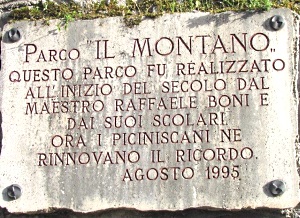 PARCO "IL MONTANO„
QUESTO PARCO FU REALIZZATO
ALL'INIZIO DEL SECOLO DAL
MAESTRO RAFFAELE BONI E
DAI SUOI SCOLARI.
ORA I PICINISCANI NE
RINNOVANO IL RICORDO.
AGOSTO 1995